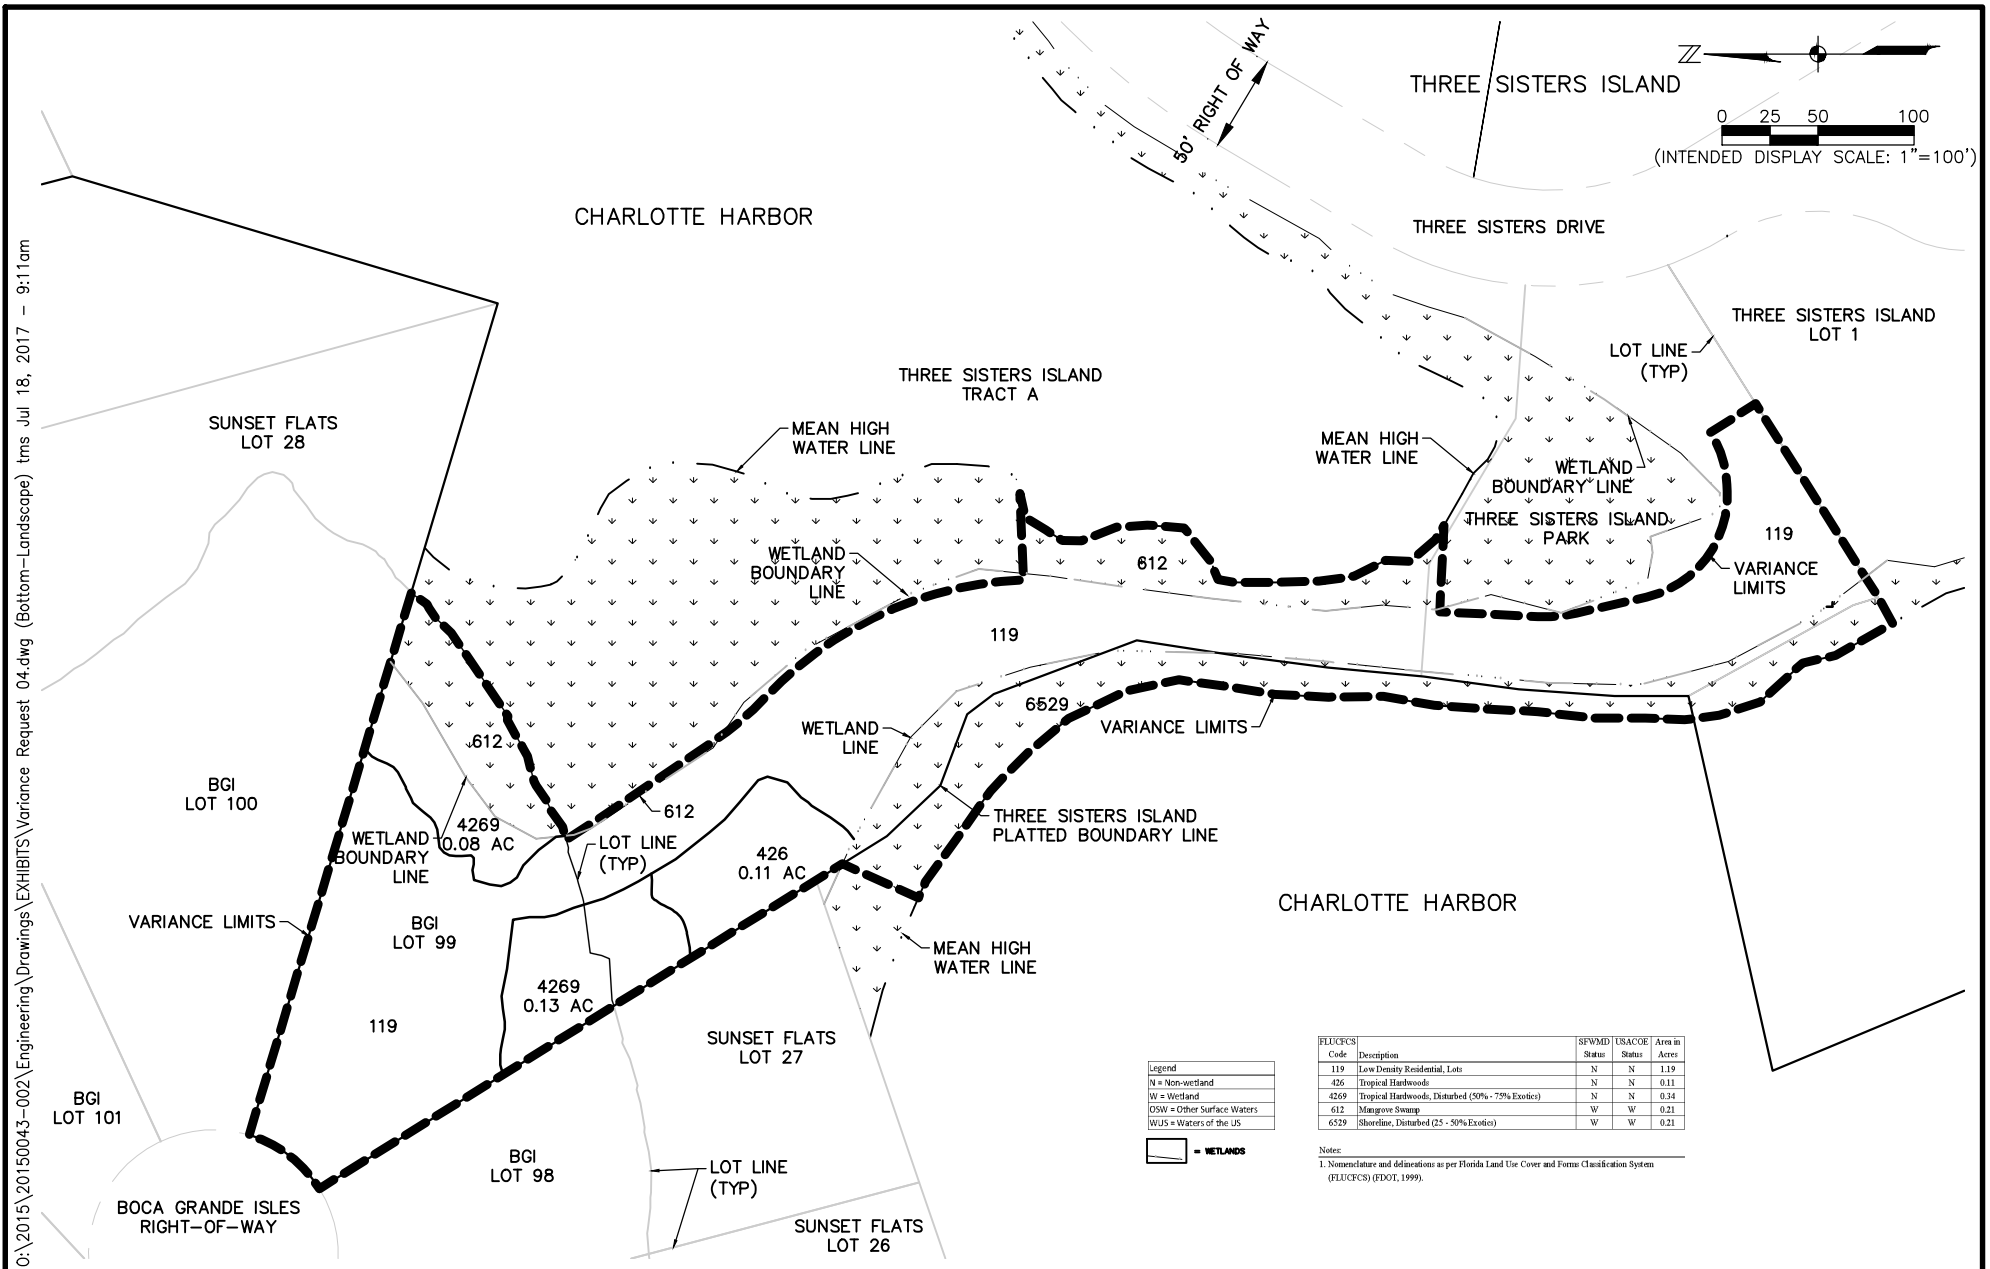 O:\2015\20150043-002\Engineering\Drawings\EXHIBITS\Variance Request 04.dwg (Bottom-Landscape) tms Jul 18, 2017 - 9:11am
50' RIGHT OF WAY
THREE SISTERS ISLAND
N
0 25 50 100
(INTENDED DISPLAY SCALE: 1"=100')
CHARLOTTE HARBOR
THREE SISTERS DRIVE
THREE SISTERS ISLAND
LOT 1
LOT LINE
(TYP)
THREE SISTERS ISLAND
TRACT A
SUNSET FLATS
LOT 28
MEAN HIGH
WATER LINE
MEAN HIGH
WATER LINE
WETLAND
BOUNDARY LINE
THREE SISTERS ISLAND
PARK
119
VARIANCE
LIMITS
WETLAND
BOUNDARY
LINE
612
119
6529
WETLAND
LINE
VARIANCE LIMITS
612
BGI
LOT 100
612
4269
0.08 AC
WETLAND
BOUNDARY
LINE
LOT LINE
(TYP)
426
0.11 AC
THREE SISTERS ISLAND
PLATTED BOUNDARY LINE
VARIANCE LIMITS
BGI
LOT 99
CHARLOTTE HARBOR
MEAN HIGH
WATER LINE
4269
0.13 AC
119
SUNSET FLATS
LOT 27
BGI
LOT 101
BGI
LOT 98
LOT LINE
(TYP)
BOCA GRANDE ISLES
RIGHT-OF-WAY
SUNSET FLATS
LOT 26
Legend
N = Non-wetland
W = Wetland
OSW = Other Surface Waters
WUS = Waters of the US
= WETLANDS
FLUCFCS SFWMD USACOE Area in
Code Description Status Status Acres
119 Low Density Residential, Lots N N 1.19
426 Tropical Hardwoods N N 0.11
4269 Tropical Hardwoods, Disturbed (50% - 75% Exotics) N N 0.34
612 Mangrove Swamp W W 0.21
6529 Shoreline, Disturbed (25 - 50% Exotics) W W 0.21
Notes:
1. Nomenclature and delineations as per Florida Land Use Cover and Forms Classification System
(FLUCFCS) (FDOT, 1999).